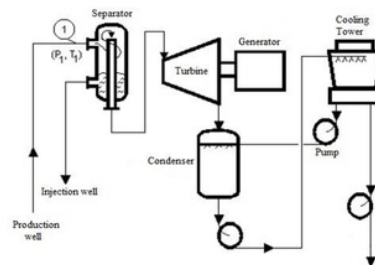 Separator
1
(P₁, T₁)
Turbine
Generator
Cooling
Tower
Condenser
Pump
Injection well
Production
well